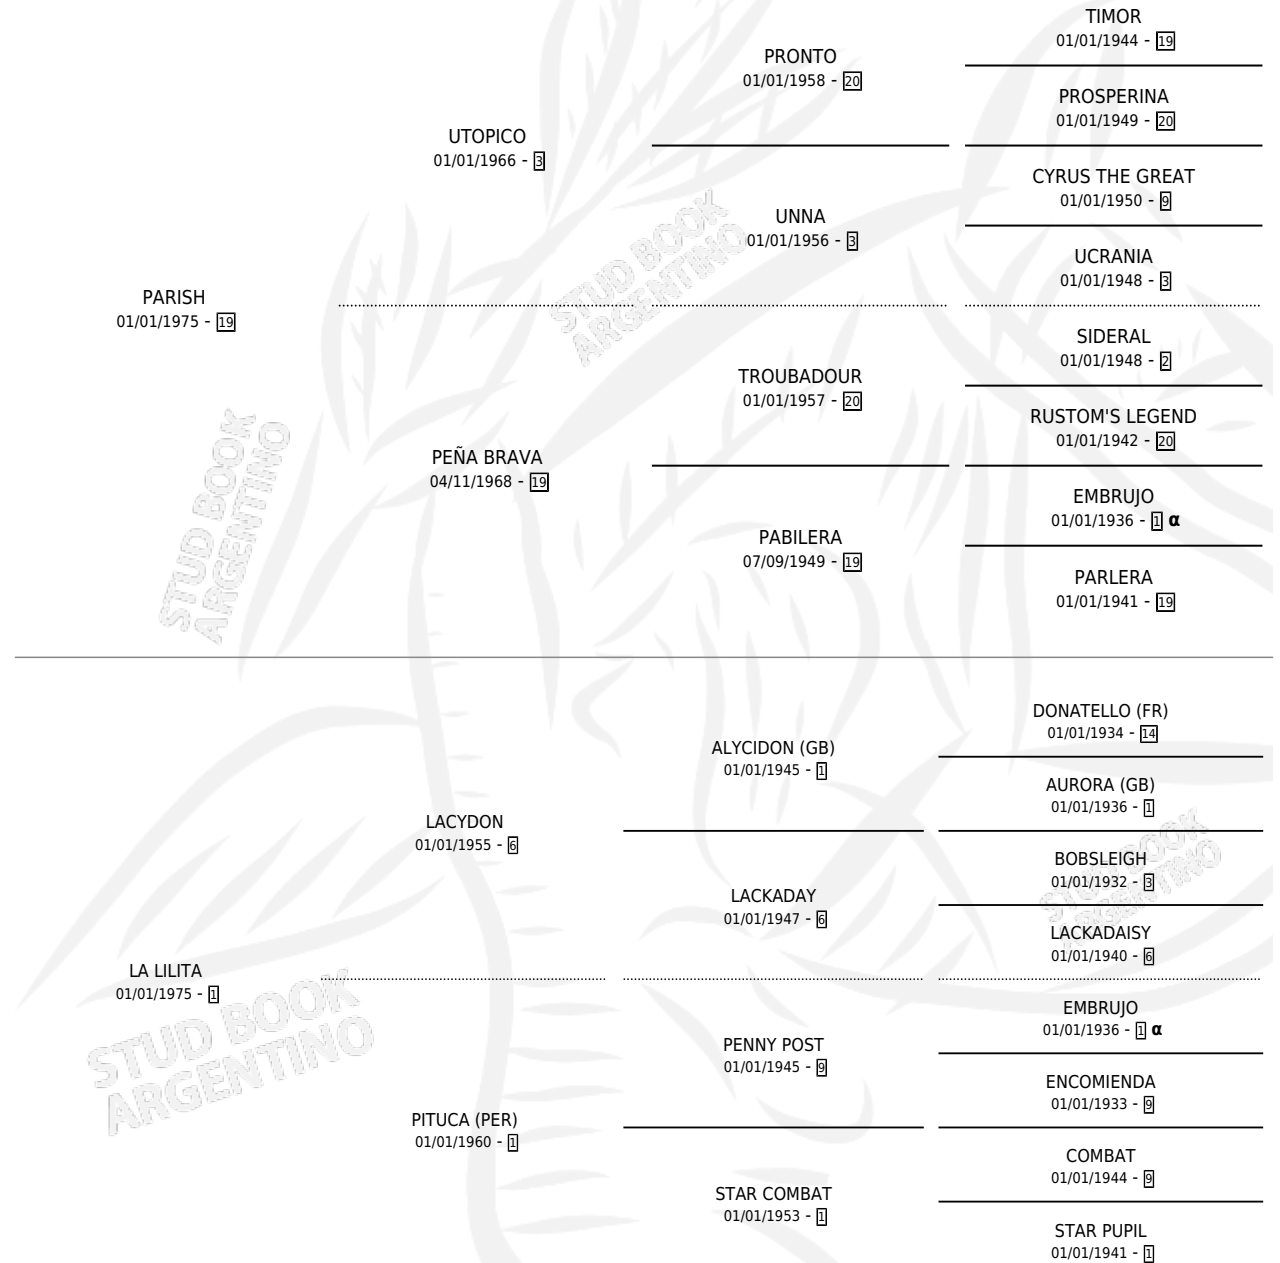 TIMOR
01/01/1944 - 19
PRONTO
01/01/1958 - 20
PROSPERINA
01/01/1949 - 20
UTOPICO
01/01/1966 - 3
CYRUS THE GREAT
01/01/1950 - 9
UNNA
01/01/1956 - 3
UCRANIA
01/01/1948 - 3
PARISH
01/01/1975 - 19
SIDERAL
01/01/1948 - 2
TROUBADOUR
01/01/1957 - 20
RUSTOM'S LEGEND
01/01/1942 - 20
PEÑA BRAVA
04/11/1968 - 19
EMBRUJO
01/01/1936 - 1 α
PABILERA
07/09/1949 - 19
PARLERA
01/01/1941 - 19
STUD BOOK
ARGENTINO
STUD BOOK
ARGENTINO
DONATELLO (FR)
01/01/1934 - 14
ALYCIDON (GB)
01/01/1945 - 1
AURORA (GB)
01/01/1936 - 1
LACYDON
01/01/1955 - 6
BOBSLEIGH
01/01/1932 - 3
LACKADAY
01/01/1947 - 6
LACKADAISY
01/01/1940 - 6
LA LILITA
01/01/1975 - 1
EMBRUJO
01/01/1936 - 1 α
PENNY POST
01/01/1945 - 9
ENCOMIENDA
01/01/1933 - 9
PITUCA (PER)
01/01/1960 - 1
COMBAT
01/01/1944 - 9
STAR COMBAT
01/01/1953 - 1
STAR PUPIL
01/01/1941 - 1
STUD BOOK
ARGENTINO
STUD BOOK
ARGENTINO